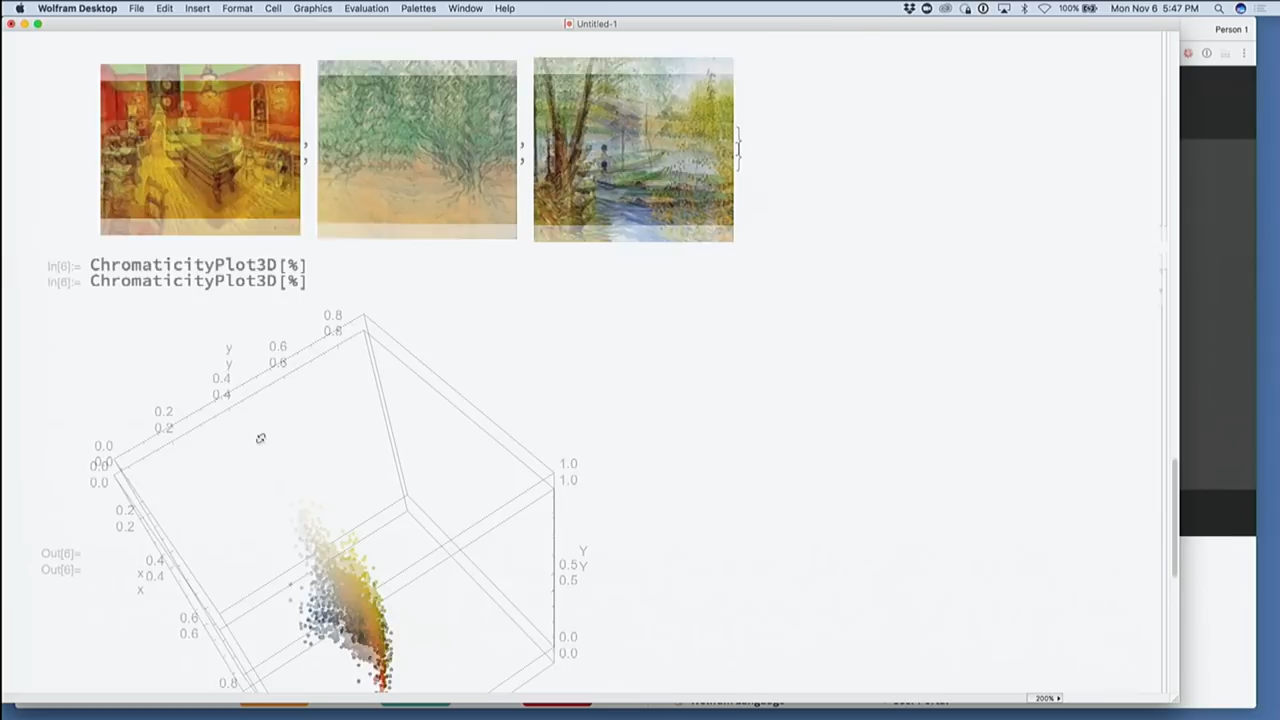 Wolfram Desktop File Edit Insert Format Cell Graphics Evaluation Palettes Window Help 100% Mon Nov 6 5:47 PM
Untitled-1
Person 1
, , }
, , }
In[6]:= ChromaticityPlot3D[%]
In[6]:= ChromaticityPlot3D[%]
0.8
0.8
y
y
0.6
0.6
0.4
0.4
0.2
0.2
0.0
0.0
0.0
0.0
1.0
1.0
0.2
0.2
Out[6]=
Out[6]=
0.4
0.4
x
x
Y
Y
0.5
0.5
0.6
0.6
0.0
0.0
0.8
200%